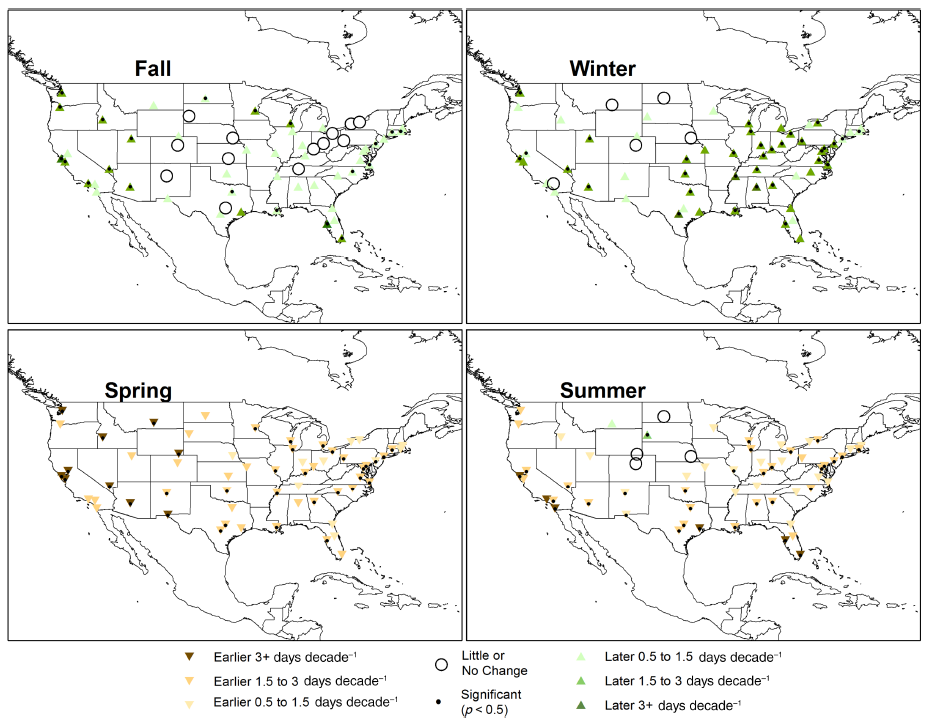 Fall
Winter
Spring
Summer
Earlier 3+ days decade⁻¹
Earlier 1.5 to 3 days decade⁻¹
Earlier 0.5 to 1.5 days decade⁻¹
Little or
No Change
Significant
(p < 0.5)
Later 0.5 to 1.5 days decade⁻¹
Later 1.5 to 3 days decade⁻¹
Later 3+ days decade⁻¹